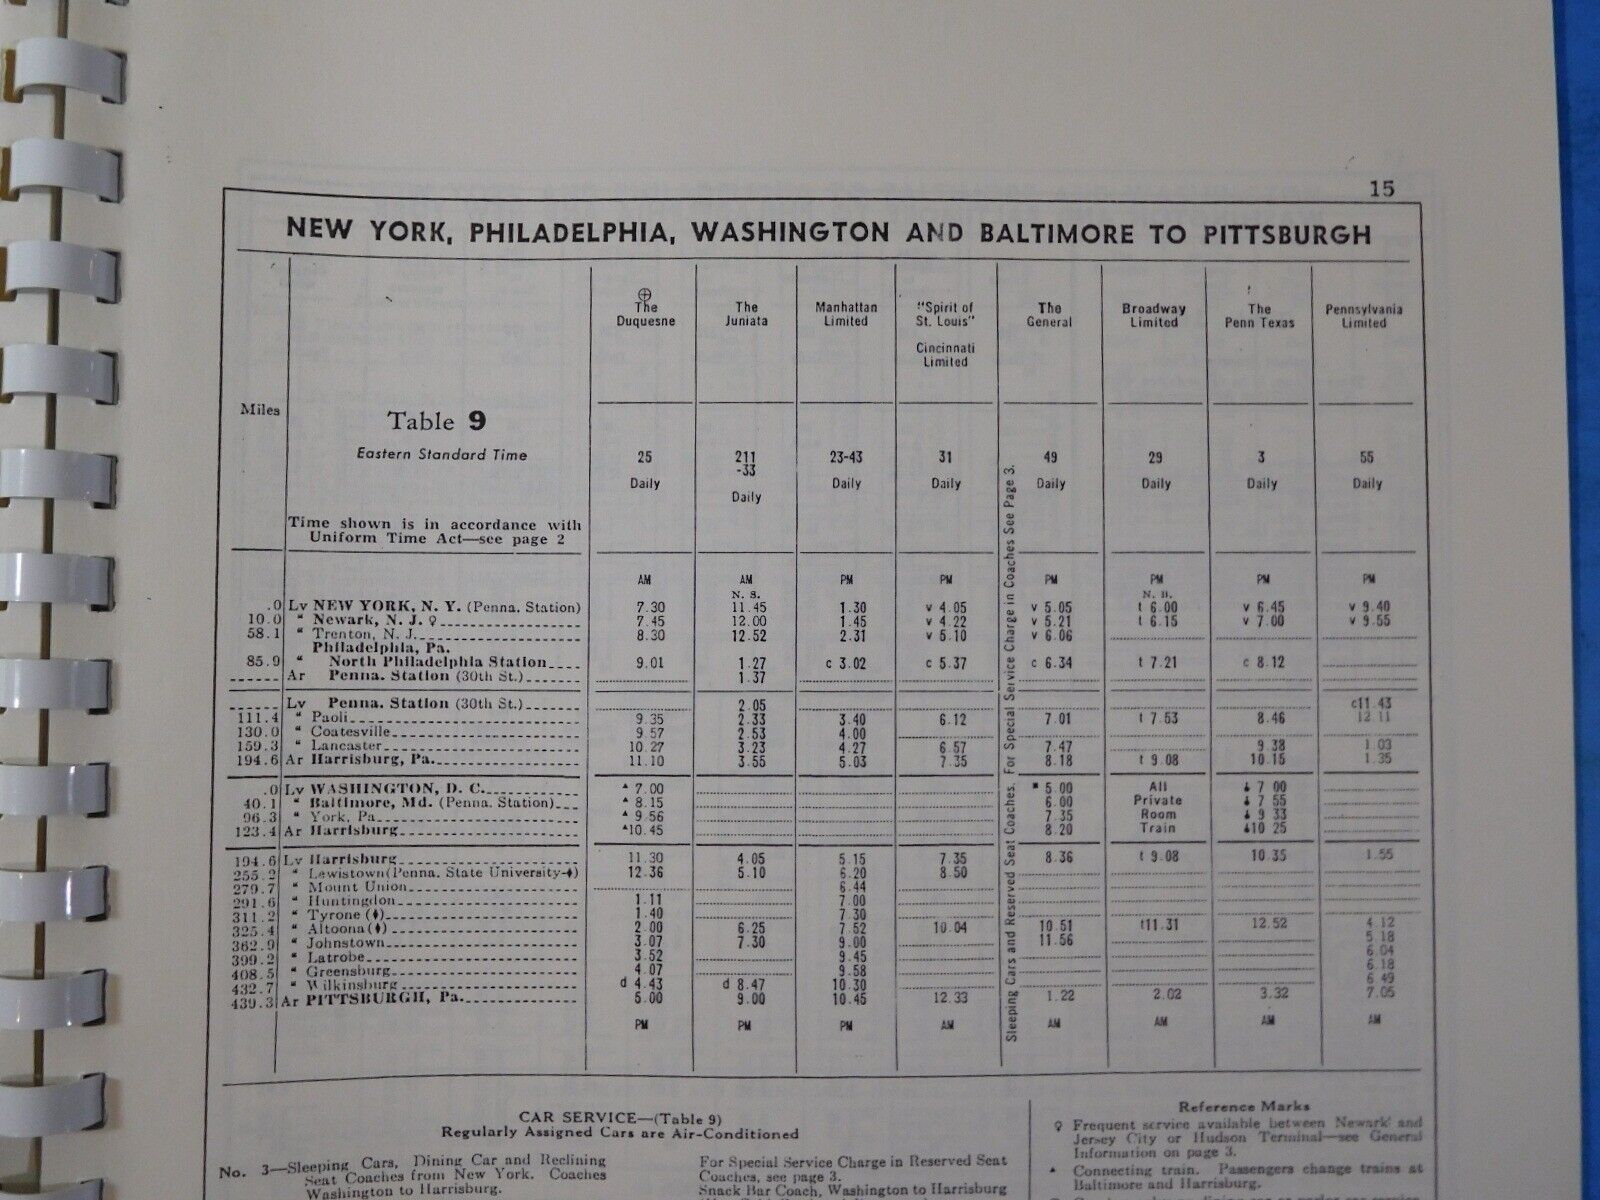 15
NEW YORK, PHILADELPHIA, WASHINGTON AND BALTIMORE TO PITTSBURGH
Miles
Table 9
Eastern Standard Time
Time shown is in accordance with
Uniform Time Act—see page 2
The Duquesne The Juniata Manhattan Limited "Spirit of St. Louis" Cincinnati Limited The General Broadway Limited The Penn Texas Pennsylvania Limited
25 211-33 23-43 31 49 29 3 55
Daily Daily Daily Daily Daily Daily Daily Daily
Sleeping Cars and Reserved Seat Coaches. For Special Service Charge in Coaches See Page 3.
AM AM PM PM PM PM PM PM
N. S. N. B.
.0 Lv NEW YORK, N. Y. (Penna. Station) 7.30 11.45 1.30 v 4.05 v 5.05 t 6.00 v 6.45 v 9.40
10.0 " Newark, N. J. ♀ 7.45 12.00 1.45 v 4.22 v 5.21 t 6.15 v 7.00 v 9.55
58.1 " Trenton, N. J. 8.30 12.52 2.31 v 5.10 v 6.06
Philadelphia, Pa.
85.9 " North Philadelphia Station 9.01 1.27 c 3.02 c 5.37 c 6.34 t 7.21 c 8.12
Ar Penna. Station (30th St.) 1.37
Lv Penna. Station (30th St.) 2.05 c11.43
111.4 " Paoli 9.35 2.33 3.40 6.12 7.01 t 7.53 8.46 12.11
130.0 " Coatesville 9.57 2.53 4.00
159.3 " Lancaster 10.27 3.23 4.27 6.57 7.47 9.38 1.03
194.6 Ar Harrisburg, Pa. 11.10 3.55 5.03 7.35 8.18 t 9.08 10.15 1.35
.0 Lv WASHINGTON, D. C. ▲ 7.00 5.00 All 7 00
40.1 " Baltimore, Md. (Penna. Station) ▲ 8.15 6.00 Private 7 55
96.3 " York, Pa. ▲ 9.56 7.35 Room 9 33
123.4 Ar Harrisburg ▲10.45 8.20 Train 10 25
194.6 Lv Harrisburg 11.30 4.05 5.15 7.35 8.36 t 9.08 10.35 1.55
255.2 " Lewistown (Penna. State University-♦) 12.36 5.10 6.20 8.50
279.7 " Mount Union 6.44
291.6 " Huntingdon 1.11 7.00
311.2 " Tyrone (♦) 1.40 7.30
325.4 " Altoona (♦) 2.00 6.25 7.52 10.04 10.51 t11.31 12.52 4.12
362.9 " Johnstown 3.07 7.30 9.00 11.56 5.18
399.2 " Latrobe 3.52 9.45 6.04
408.5 " Greensburg 4.07 9.58 6.18
432.7 " Wilkinsburg d 4.43 d 8.47 10.30 6.49
439.3 Ar PITTSBURGH, Pa. 5.00 9.00 10.45 12.33 1.22 2.02 3.32 7.05
PM PM PM AM AM AM AM AM
CAR SERVICE—(Table 9)
Regularly Assigned Cars are Air-Conditioned
No. 3—Sleeping Cars, Dining Car and Reclining
Seat Coaches from New York. Coaches
Washington to Harrisburg.
For Special Service Charge in Reserved Seat
Coaches, see page 3.
Snack Bar Coach, Washington to Harrisburg
Reference Marks
♀ Frequent service available between Newark and
Jersey City or Hudson Terminal—see General
Information on page 3.
▲ Connecting train. Passengers change trains at
Baltimore and Harrisburg.